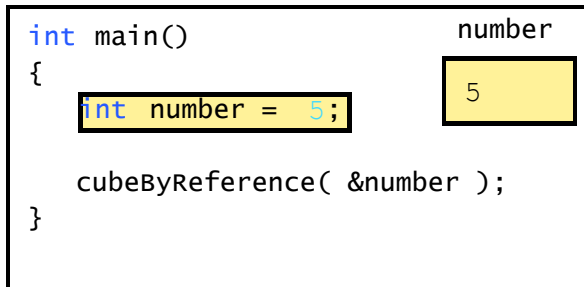 int main()
number
{
int number = 5;
5
cubeByReference( &number );
}